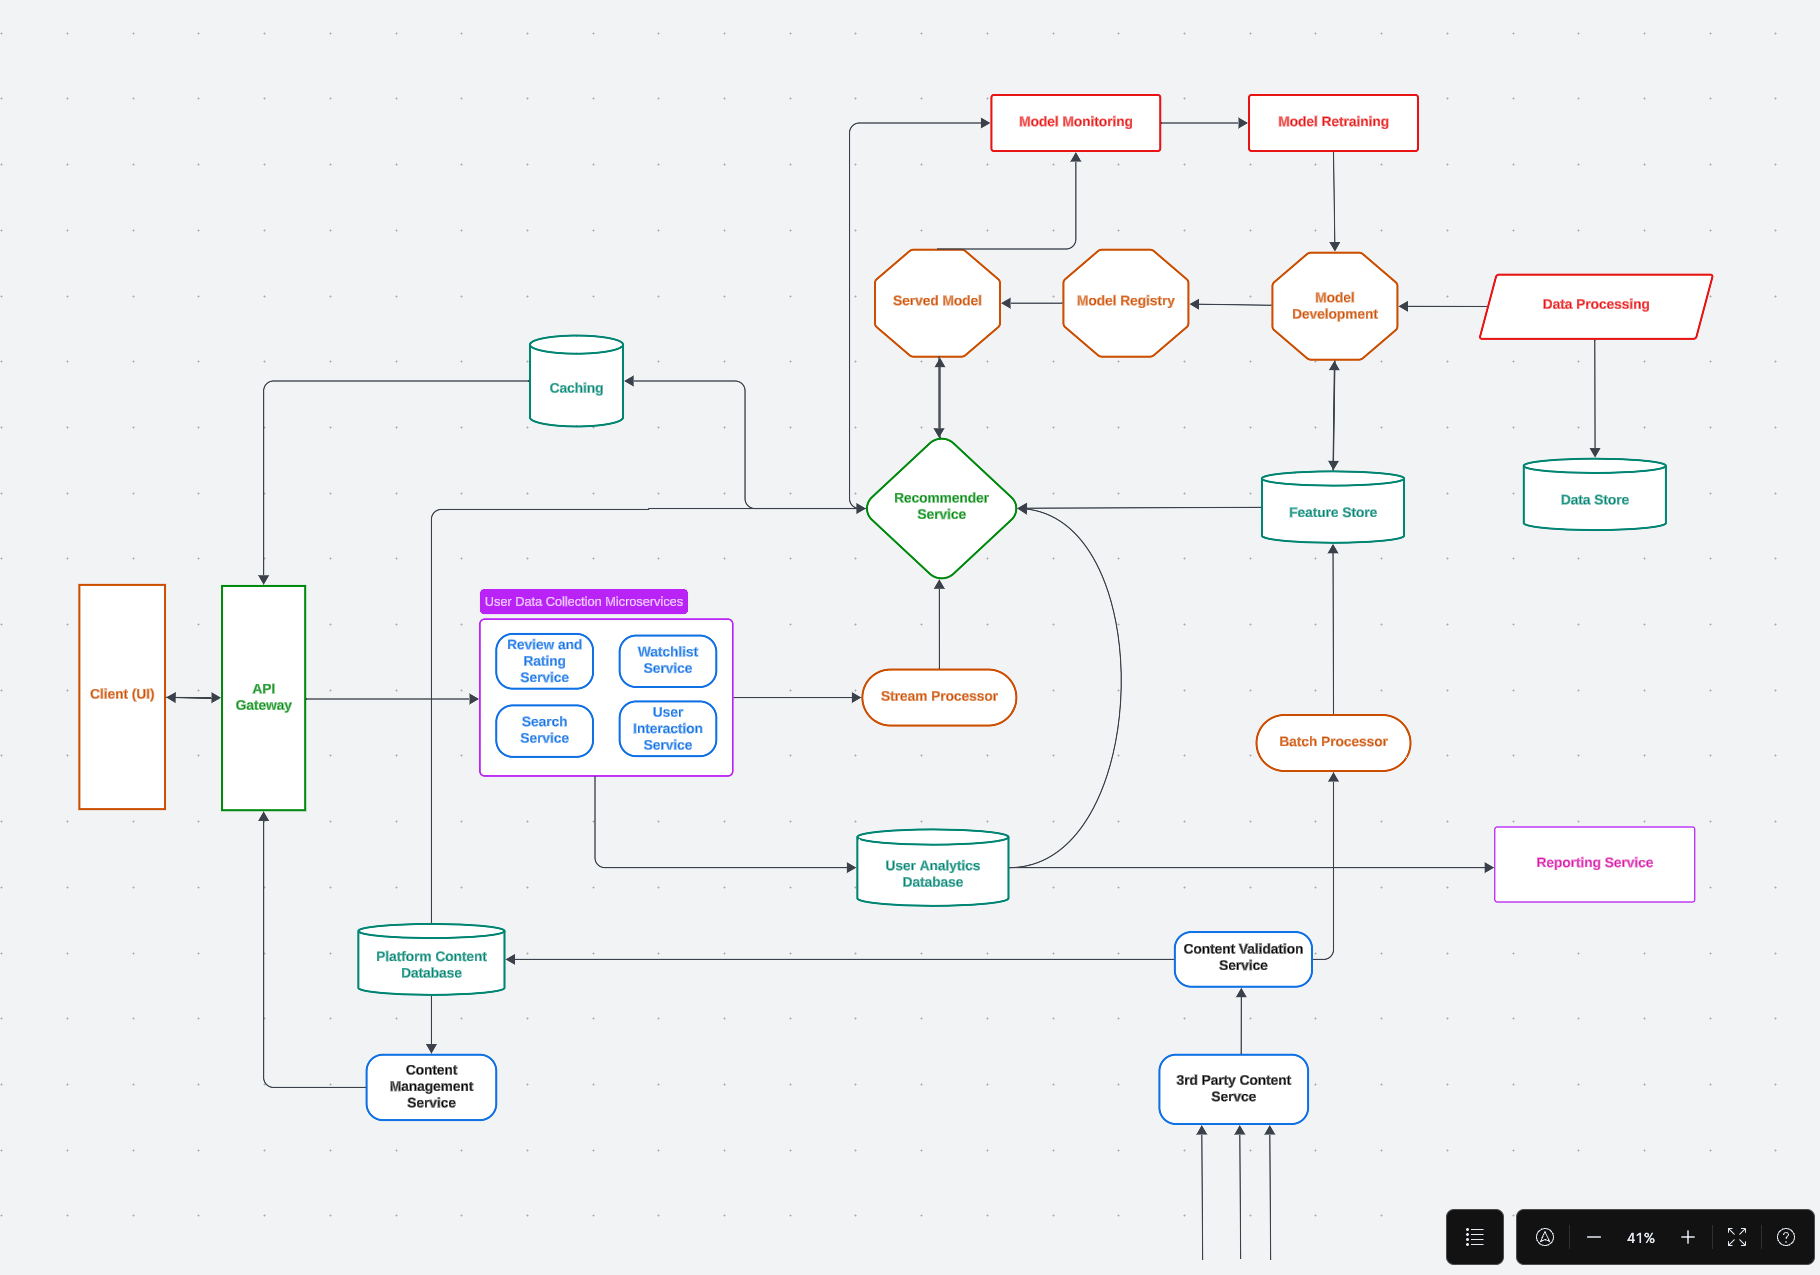 Model Monitoring
Model Retraining
Served Model
Model Registry
Model
Development
Data Processing
Caching
Recommender
Service
Feature Store
Data Store
User Data Collection Microservices
Review and
Rating
Service
Watchlist
Service
Client (UI)
API
Gateway
Search
Service
User
Interaction
Service
Stream Processor
Batch Processor
User Analytics
Database
Reporting Service
Platform Content
Database
Content Validation
Service
Content
Management
Service
3rd Party Content
Servce
41%